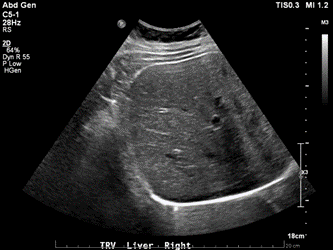 Abd Gen
C5-1
28Hz
RS
2D
64%
Dyn R 55
P Low
HGen
TIS0.3 MI 1.2
M3
x3
18cm
TRV Liver Right